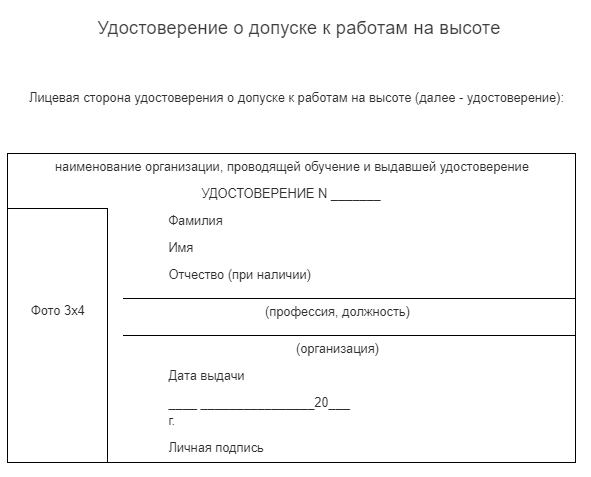 Удостоверение о допуске к работам на высоте
Лицевая сторона удостоверения о допуске к работам на высоте (далее - удостоверение):
наименование организации, проводящей обучение и выдавшей удостоверение
УДОСТОВЕРЕНИЕ N _______
Фамилия
Имя
Отчество (при наличии)
Фото 3x4
(профессия, должность)
(организация)
Дата выдачи
____ ________________20___
г.
Личная подпись